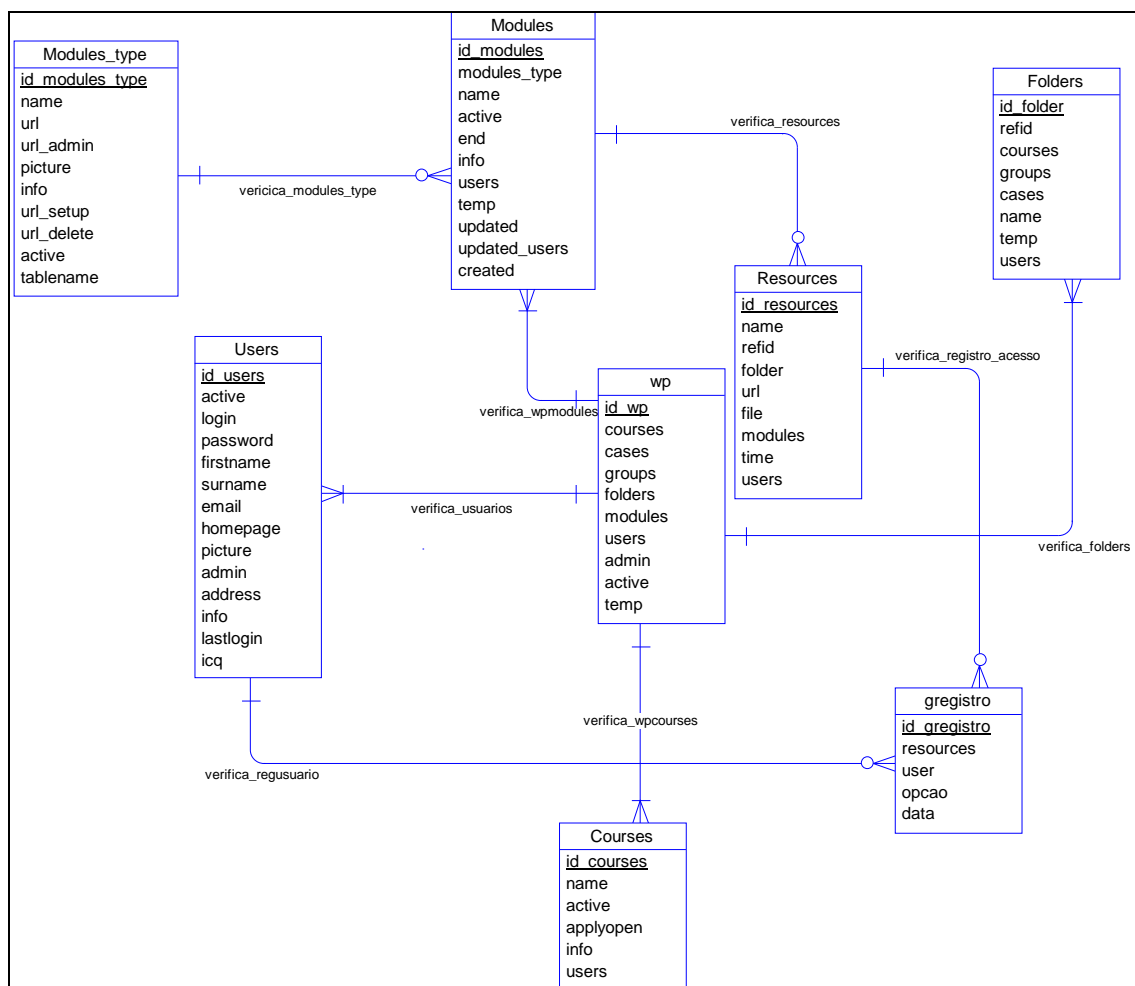 Modules_type
id_modules_type
name
url
url_admin
picture
info
url_setup
url_delete
active
tablename
vericica_modules_type
Modules
id_modules
modules_type
name
active
end
info
users
temp
updated
updated_users
created
verifica_resources
Folders
id_folder
refid
courses
groups
cases
name
temp
users
Resources
id_resources
name
refid
folder
url
file
modules
time
users
verifica_registro_acesso
Users
id_users
active
login
password
firstname
surname
email
homepage
picture
admin
address
info
lastlogin
icq
verifica_wpmodules
verifica_usuarios
wp
id_wp
courses
cases
groups
folders
modules
users
admin
active
temp
verifica_folders
verifica_wpcourses
verifica_regusuario
gregistro
id_gregistro
resources
user
opcao
data
Courses
id_courses
name
active
applyopen
info
users